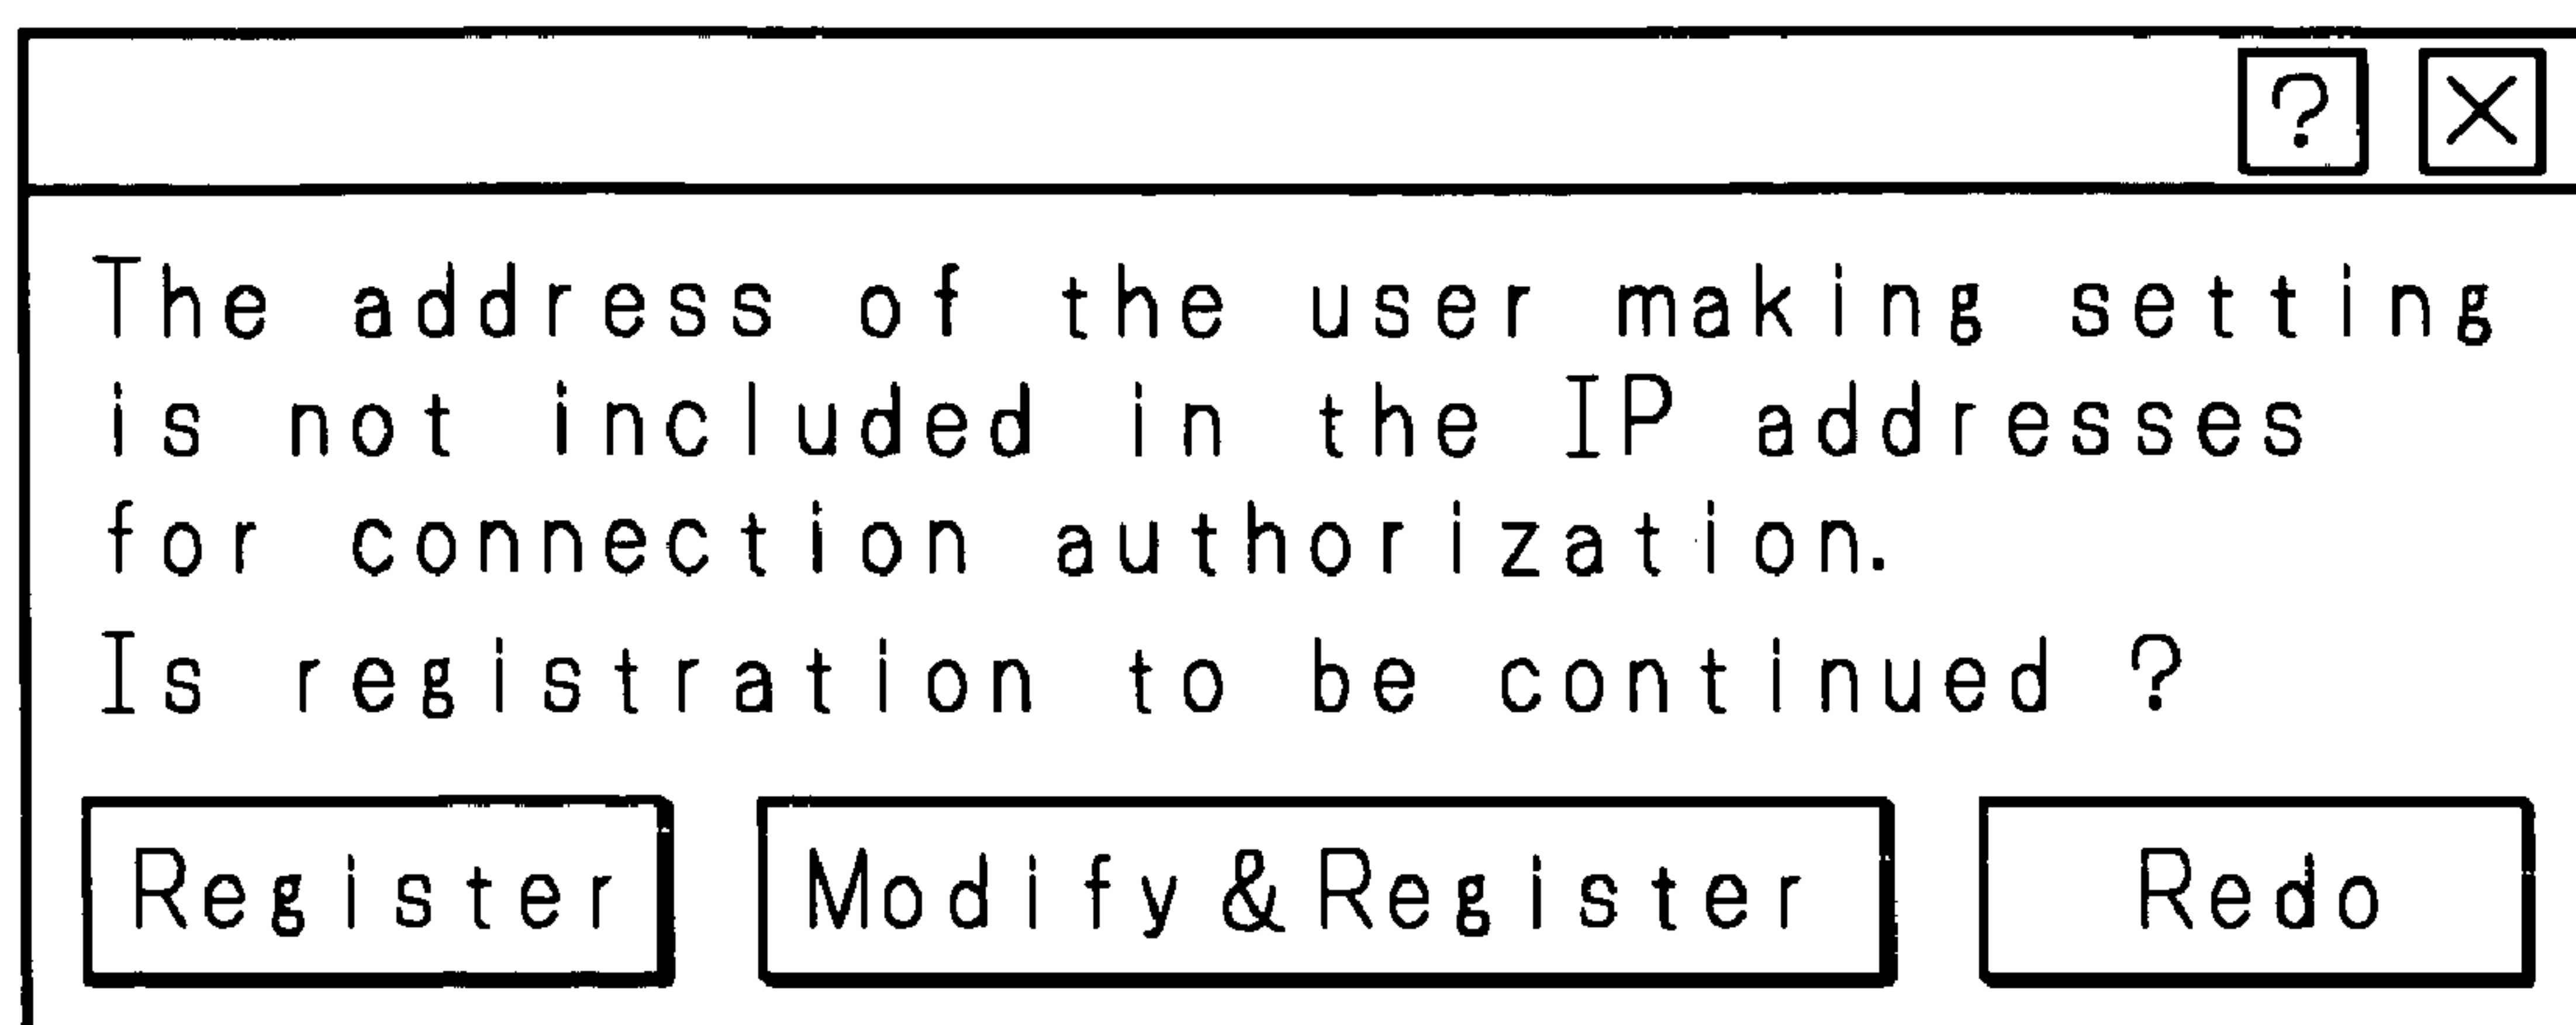 ? X
The address of the user making setting
is not included in the IP addresses
for connection authorization.
Is registration to be continued ?
Register Modify&Register Redo